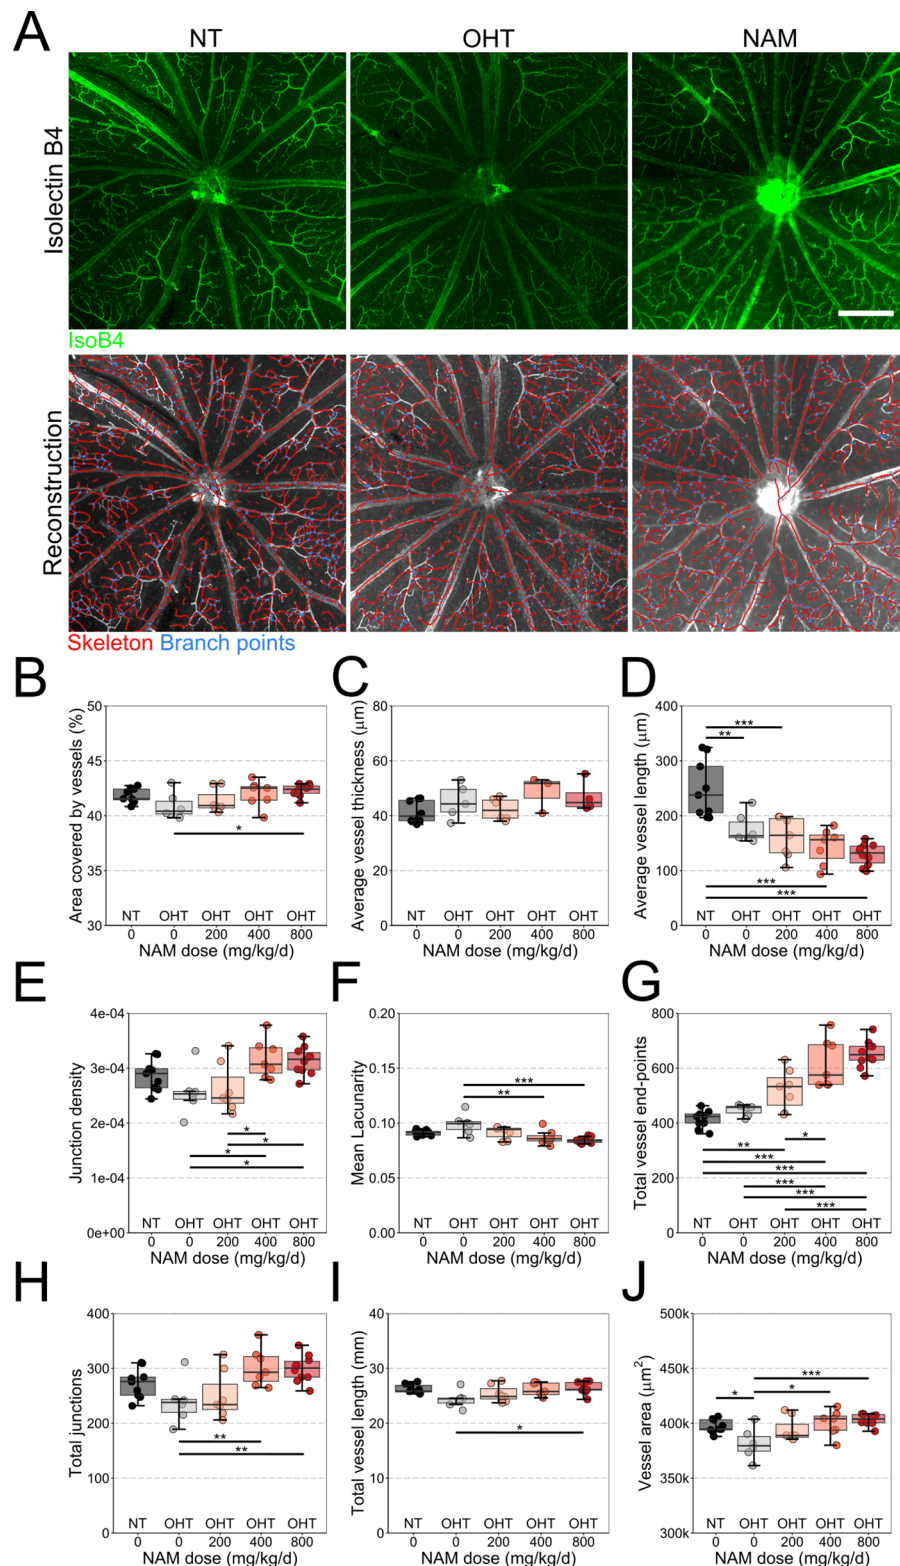 A
NT OHT NAM
Isolectin B4
IsoB4
Reconstruction
Skeleton Branch points
B
Area covered by vessels (%)
50
45
40
35
30
*
NT OHT OHT OHT OHT
0 0 200 400 800
NAM dose (mg/kg/d)
C
Average vessel thickness (µm)
80
60
40
20
0
NT OHT OHT OHT OHT
0 0 200 400 800
NAM dose (mg/kg/d)
D
Average vessel length (µm)
400
300
200
100
0
***
**
***
***
NT OHT OHT OHT OHT
0 0 200 400 800
NAM dose (mg/kg/d)
E
Junction density
4e-04
3e-04
2e-04
1e-04
0e+00
*
*
*
*
NT OHT OHT OHT OHT
0 0 200 400 800
NAM dose (mg/kg/d)
F
Mean Lacunarity
0.20
0.15
0.10
0.05
0.00
***
**
NT OHT OHT OHT OHT
0 0 200 400 800
NAM dose (mg/kg/d)
G
Total vessel end-points
800
600
400
200
0
*
**
***
***
***
***
***
NT OHT OHT OHT OHT
0 0 200 400 800
NAM dose (mg/kg/d)
H
Total junctions
400
300
200
100
0
**
**
NT OHT OHT OHT OHT
0 0 200 400 800
NAM dose (mg/kg/d)
I
Total vessel length (mm)
40
30
20
10
0
*
NT OHT OHT OHT OHT
0 0 200 400 800
NAM dose (mg/kg/d)
J
Vessel area (µm²)
500k
450k
400k
350k
300k
***
* *
NT OHT OHT OHT OHT
0 0 200 400 800
NAM dose (mg/kg/d)